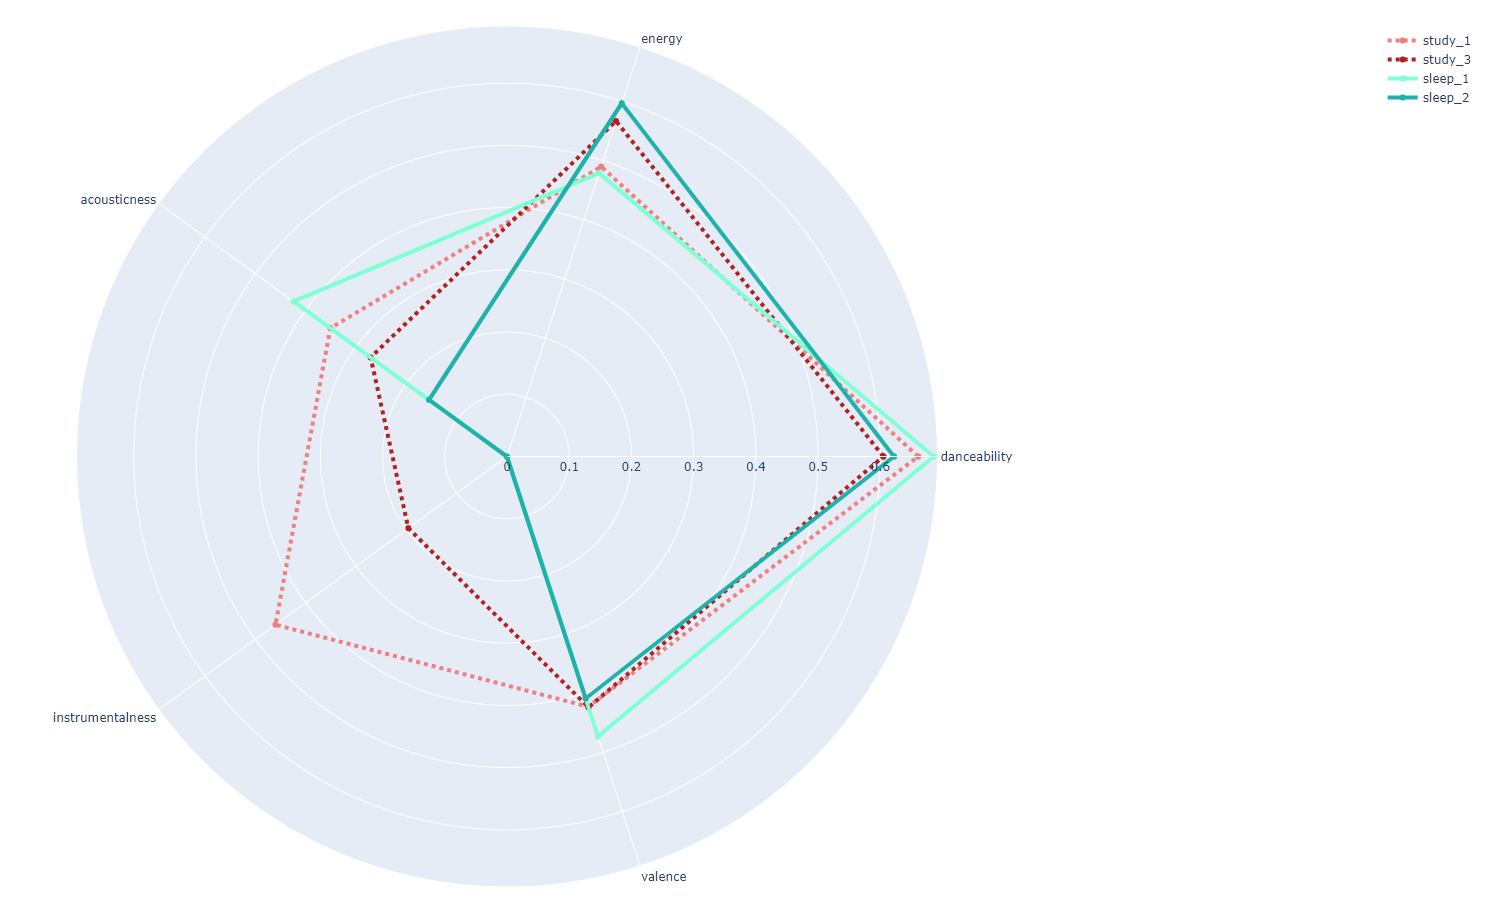 energy
study_1
study_3
sleep_1
sleep_2
acousticness
danceability
0
0.1
0.2
0.3
0.4
0.5
0.6
instrumentalness
valence